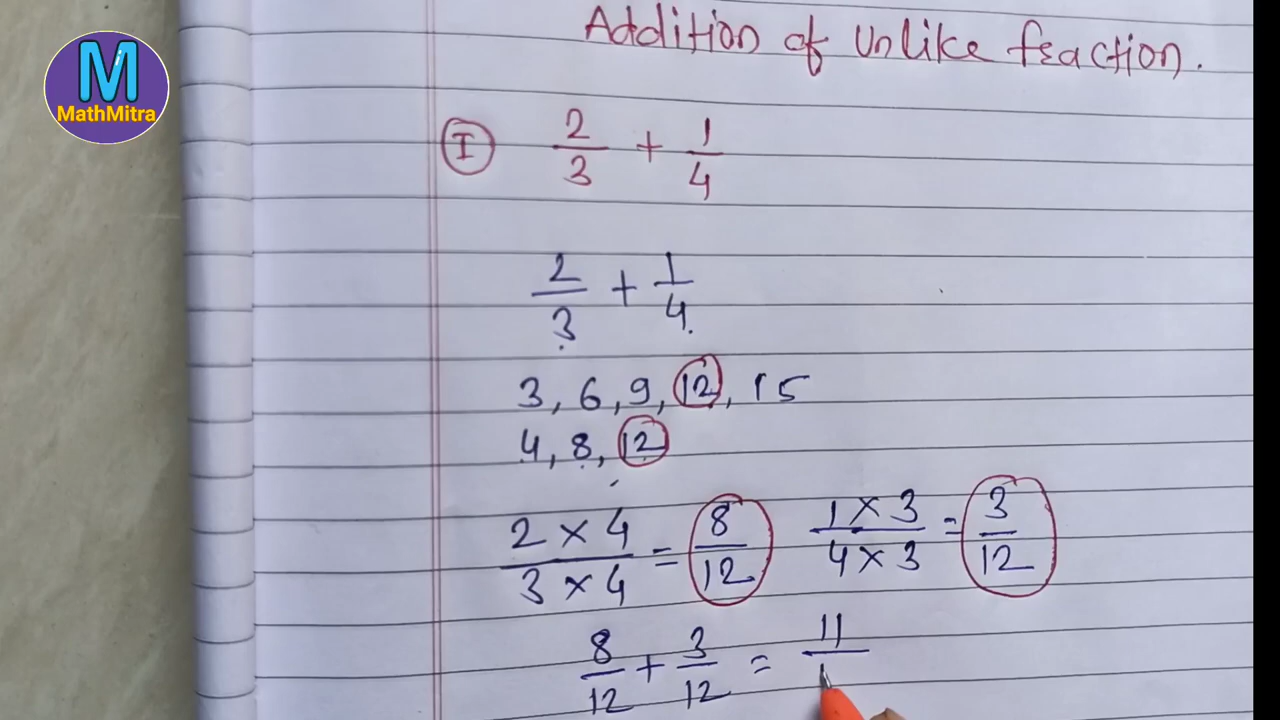 M
MathMitra
Addition of Unlike fraction.
I 2/3 + 1/4
2/3 + 1/4
3, 6, 9, 12, 15
4, 8, 12
2 × 4 / 3 × 4 = 8/12 1 × 3 / 4 × 3 = 3/12
8/12 + 3/12 = 11/